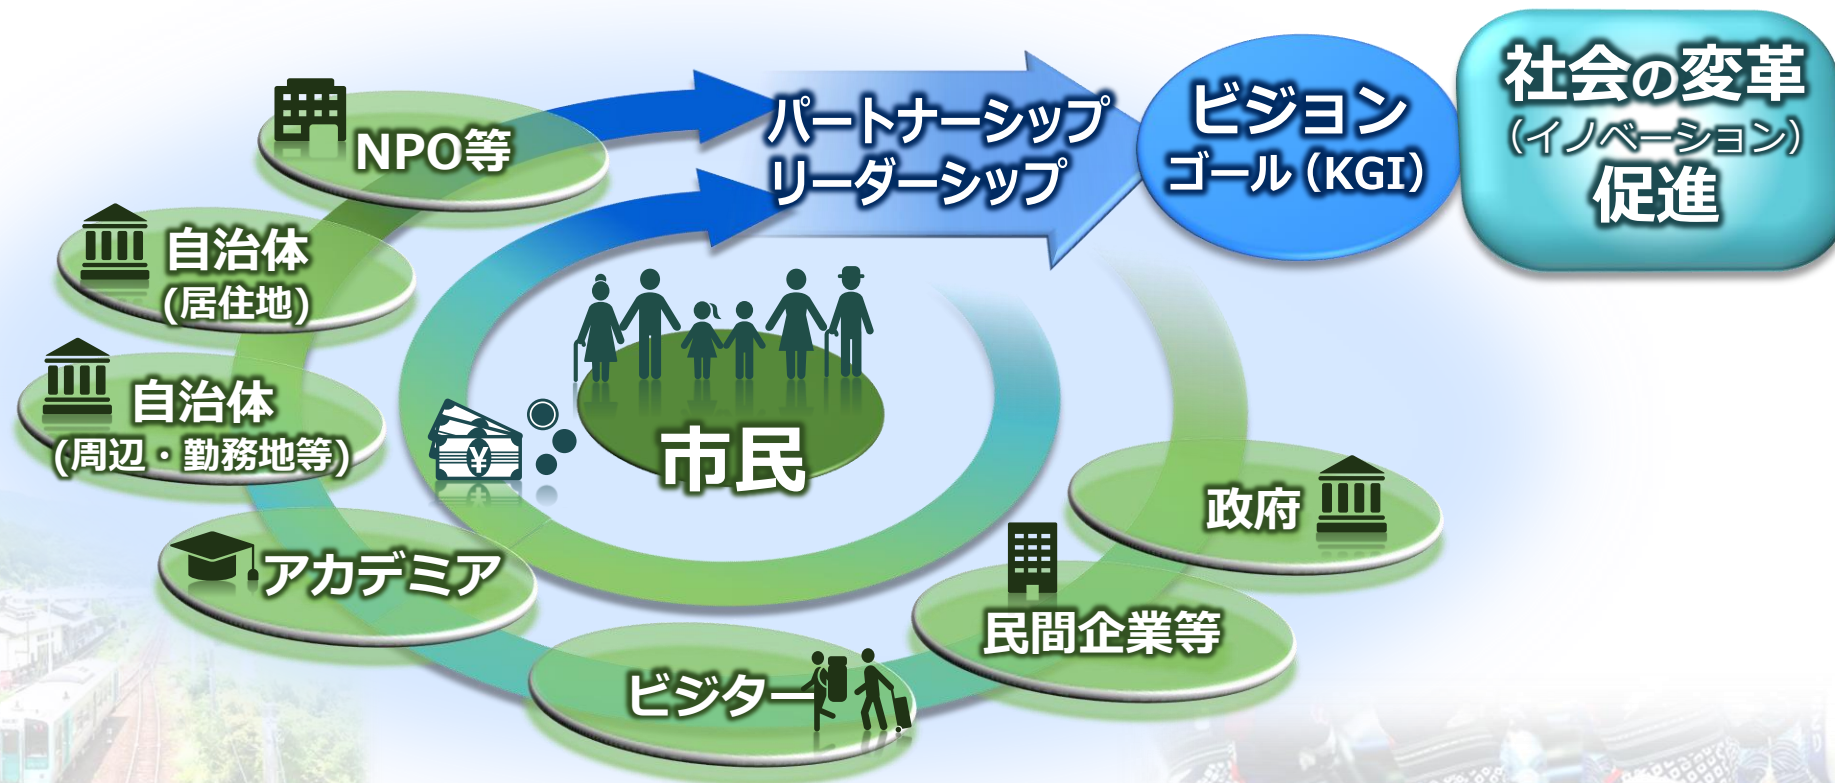 NPO等
自治体
(居住地)
自治体
(周辺・勤務地等)
アカデミア
ビジター
民間企業等
政府
市民
¥
パートナーシップ
リーダーシップ
ビジョン
ゴール（KGI）
社会の変革
（イノベーション）
促進